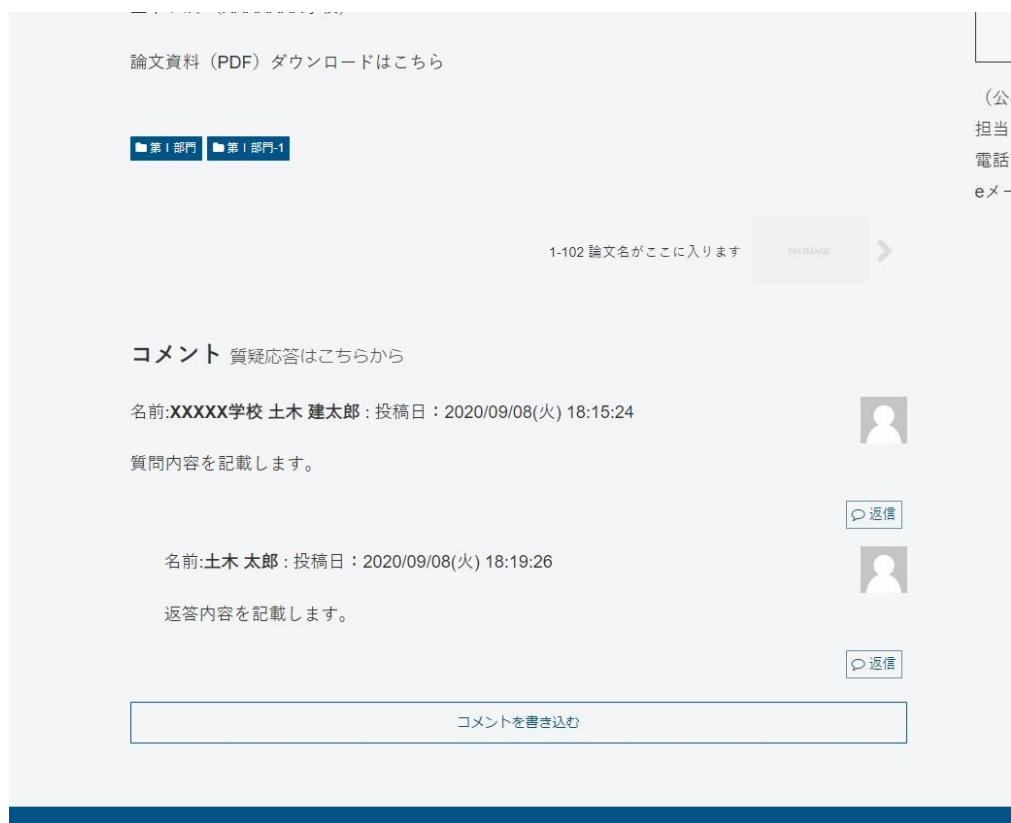 論文資料（PDF）ダウンロードはこちら
第Ⅰ部門 第Ⅰ部門-1
1-102 論文名がここに入ります
NO IMAGE
コメント 質疑応答はこちらから
名前:XXXXX学校 土木 建太郎 : 投稿日：2020/09/08(火) 18:15:24
質問内容を記載します。
返信
名前:土木 太郎 : 投稿日：2020/09/08(火) 18:19:26
返答内容を記載します。
返信
コメントを書き込む
（公
担当
電話
eメー